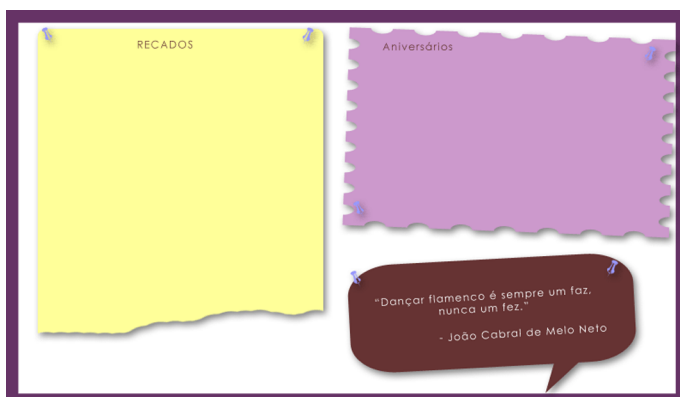 RECADOS
Aniversários
“Dançar flamenco é sempre um faz,
nunca um fez.”
- João Cabral de Melo Neto